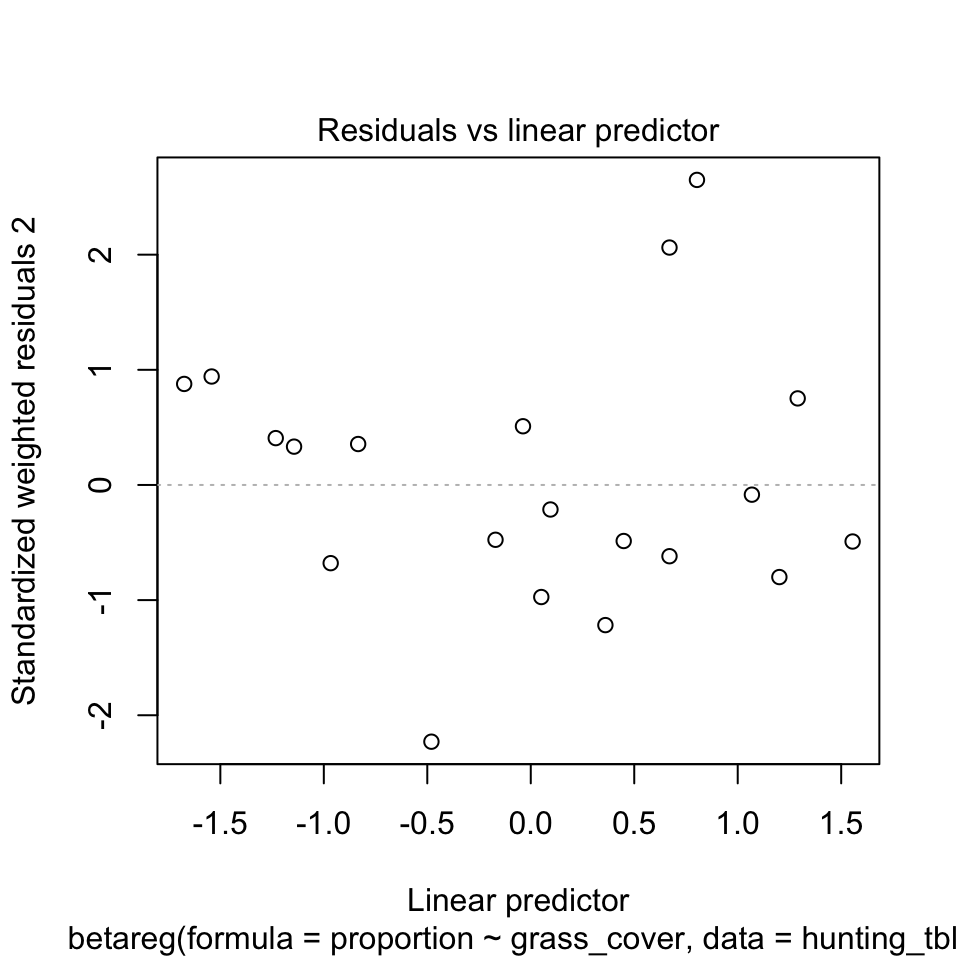 Residuals vs linear predictor
Standardized weighted residuals 2
2
1
0
-1
-2
-1.5 -1.0 -0.5 0.0 0.5 1.0 1.5
Linear predictor
betareg(formula = proportion ~ grass_cover, data = hunting_tbl